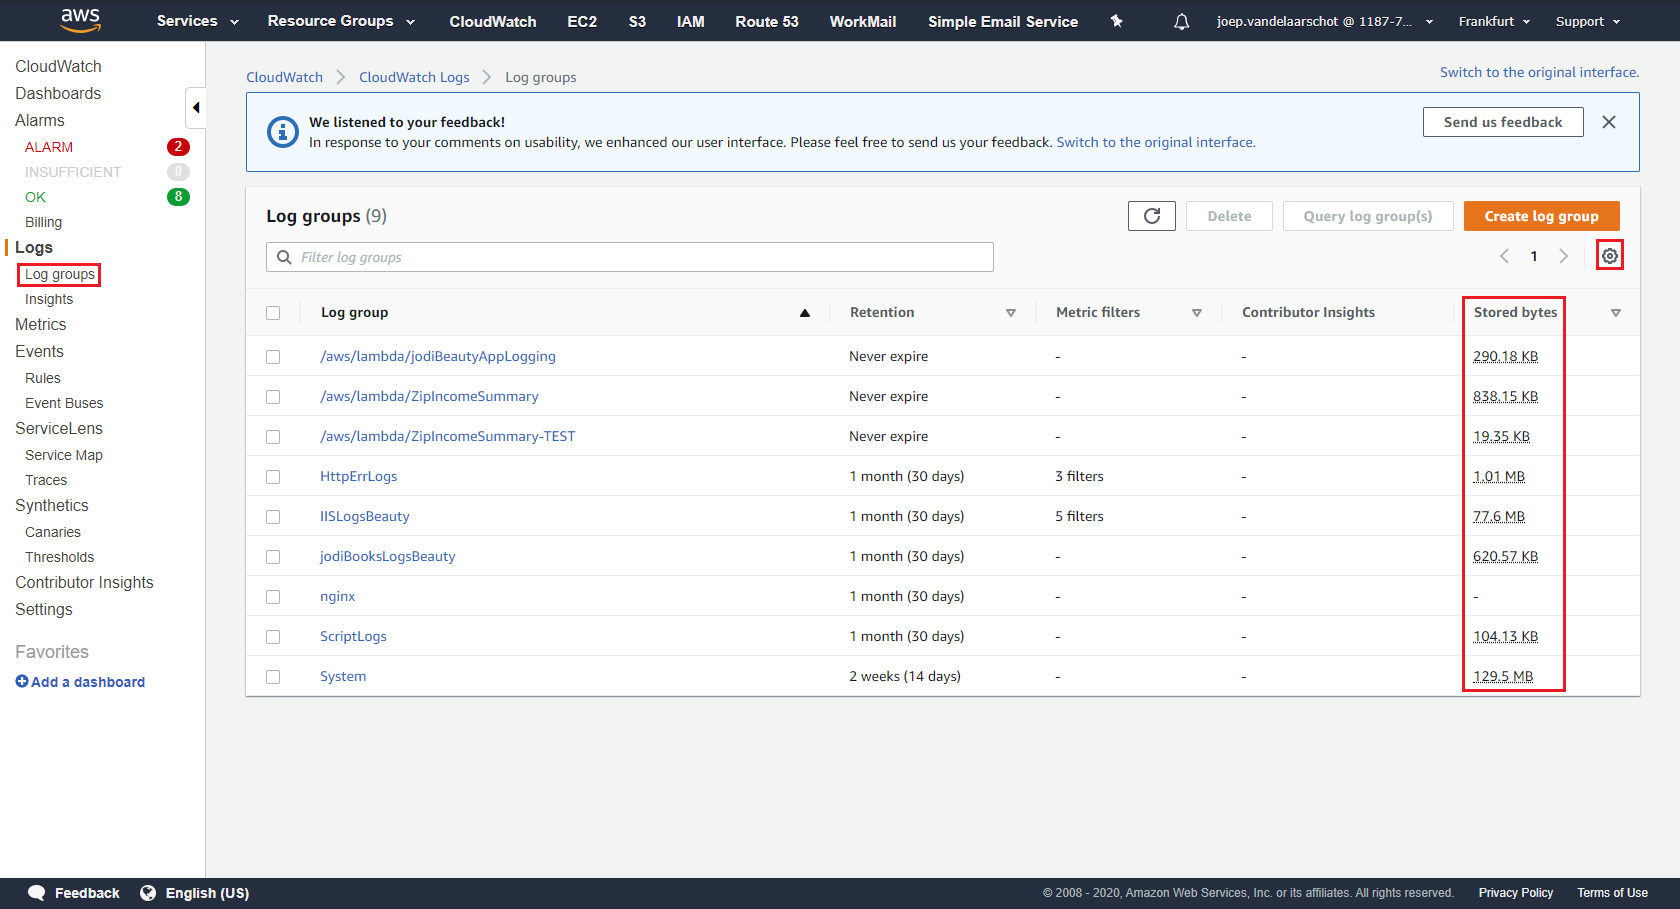 aws Services Resource Groups CloudWatch EC2 S3 IAM Route 53 WorkMail Simple Email Service joep.vandelaarschot @ 1187-7... Frankfurt Support
CloudWatch
Dashboards
Alarms
ALARM 2
INSUFFICIENT 0
OK 8
Billing
Logs
Log groups
Insights
Metrics
Events
Rules
Event Buses
ServiceLens
Service Map
Traces
Synthetics
Canaries
Thresholds
Contributor Insights
Settings
Favorites
Add a dashboard
CloudWatch CloudWatch Logs Log groups
Switch to the original interface.
We listened to your feedback!
In response to your comments on usability, we enhanced our user interface. Please feel free to send us your feedback. Switch to the original interface.
Send us feedback
Log groups (9)
Delete Query log group(s) Create log group
Filter log groups
1
Log group Retention Metric filters Contributor Insights Stored bytes
/aws/lambda/jodiBeautyAppLogging Never expire - - 290.18 KB
/aws/lambda/ZipIncomeSummary Never expire - - 838.15 KB
/aws/lambda/ZipIncomeSummary-TEST Never expire - - 19.35 KB
HttpErrLogs 1 month (30 days) 3 filters - 1.01 MB
IISLogsBeauty 1 month (30 days) 5 filters - 77.6 MB
jodiBooksLogsBeauty 1 month (30 days) - - 620.57 KB
nginx 1 month (30 days) - - -
ScriptLogs 1 month (30 days) - - 104.13 KB
System 2 weeks (14 days) - - 129.5 MB
Feedback English (US) © 2008 - 2020, Amazon Web Services, Inc. or its affiliates. All rights reserved. Privacy Policy Terms of Use